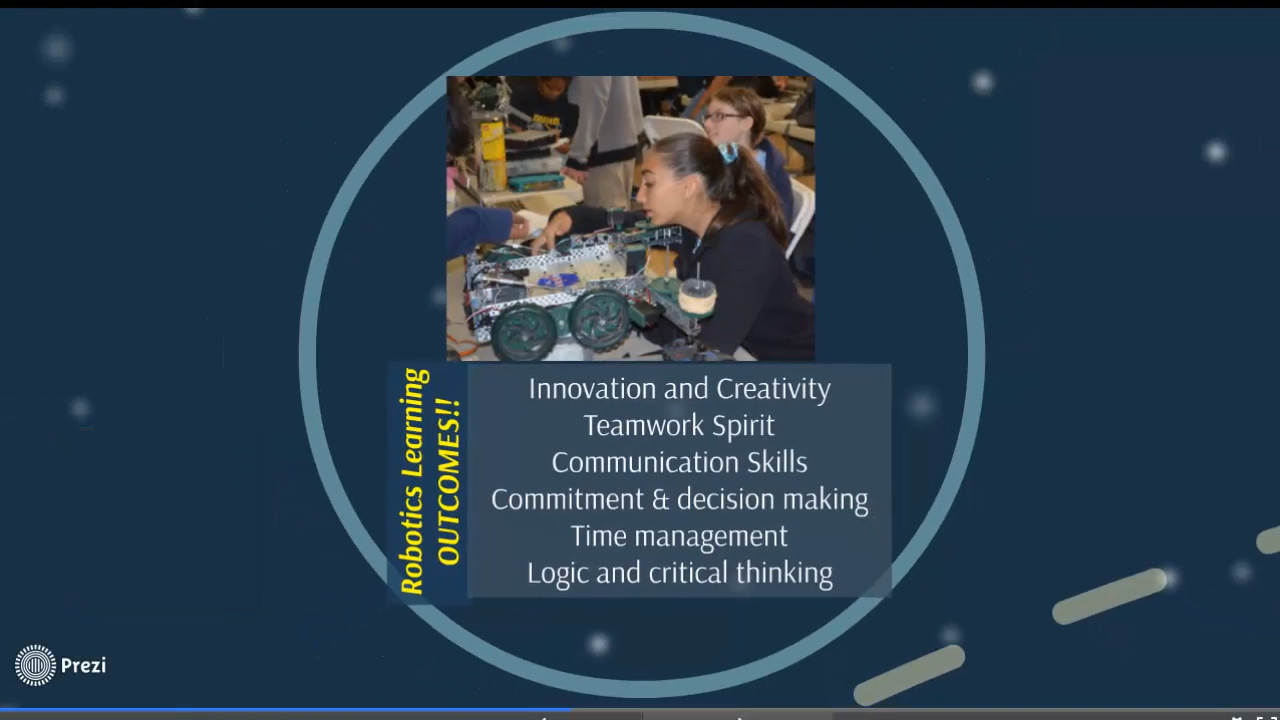 Robotics Learning
OUTCOMES!!
Innovation and Creativity
Teamwork Spirit
Communication Skills
Commitment & decision making
Time management
Logic and critical thinking
Prezi